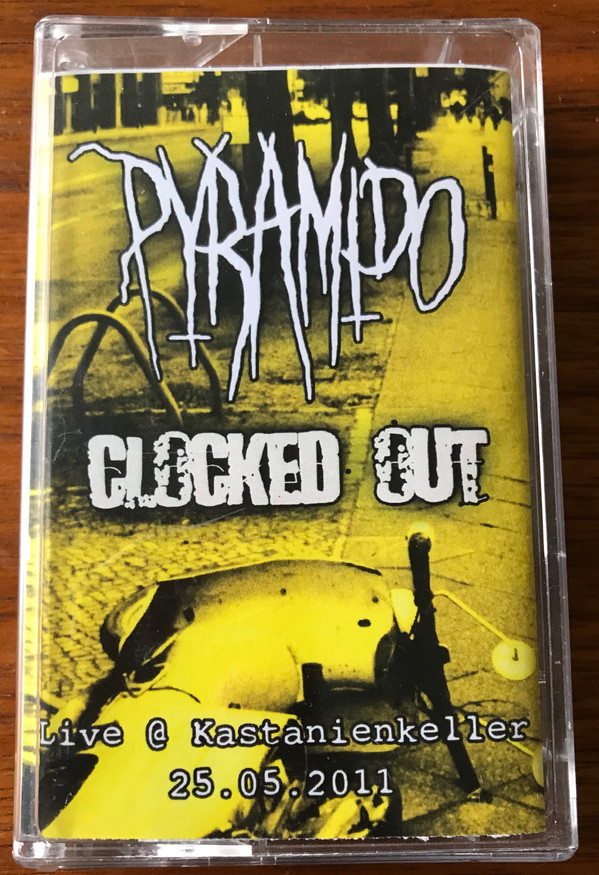 PYRAMIDO
CLOCKED OUT
Live @ Kastanienkeller
25.05.2011